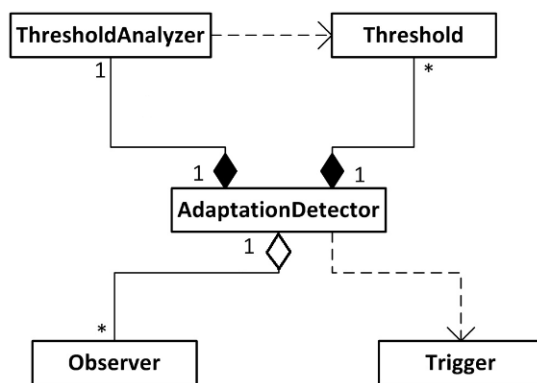 ThresholdAnalyzer
Threshold
1
*
1
1
AdaptationDetector
1
*
Observer
Trigger